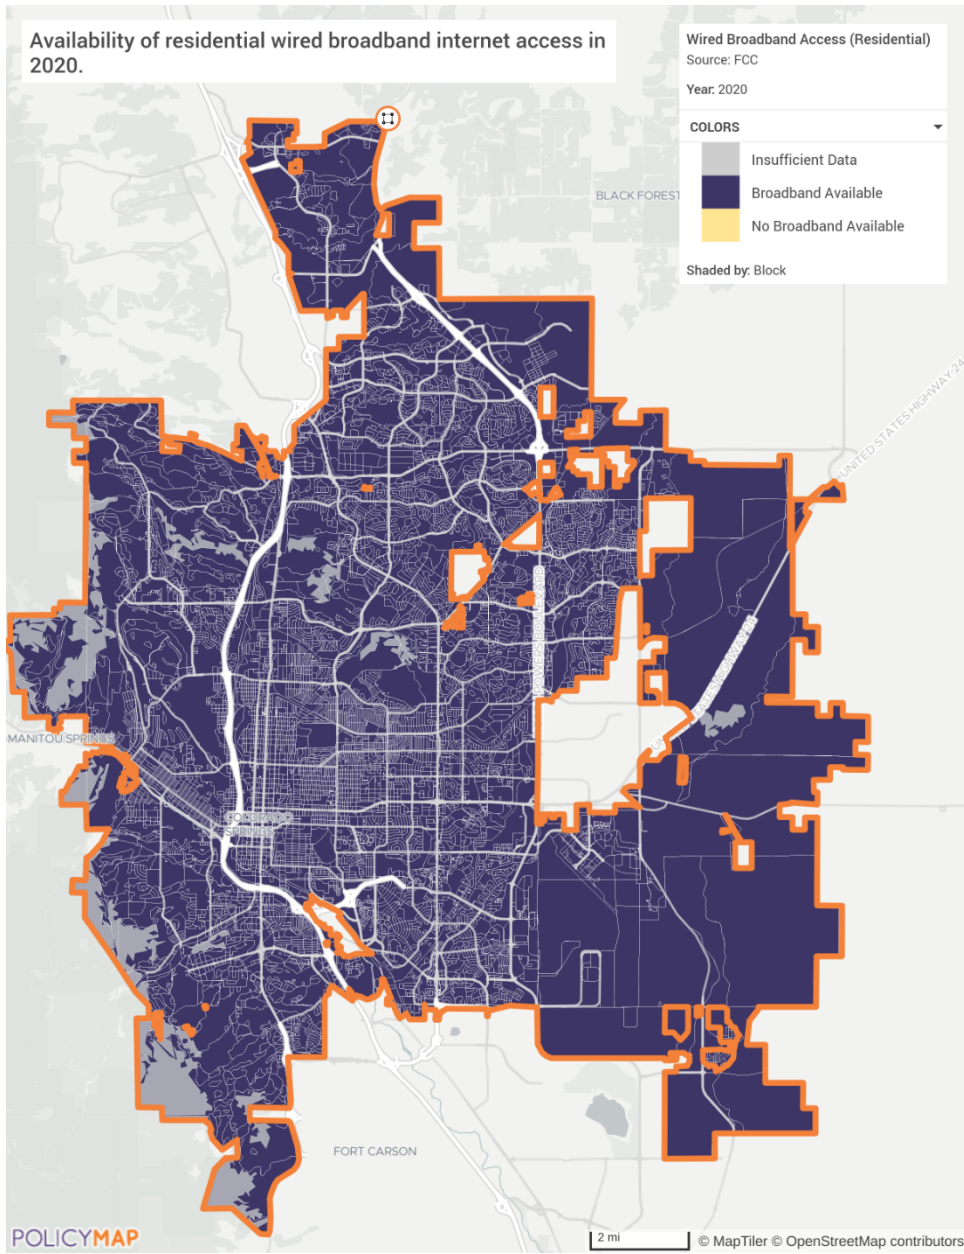 Availability of residential wired broadband internet access in
2020.
Wired Broadband Access (Residential)
Source: FCC
Year: 2020
COLORS
Insufficient Data
Broadband Available
No Broadband Available
Shaded by: Block
BLACK FOREST
UNITED STATES HIGHWAY 24
POWERS BOULEVARD
MANITOU SPRINGS
COLORADO
SPRINGS
FORT CARSON
POLICYMAP
2 mi
© MapTiler © OpenStreetMap contributors